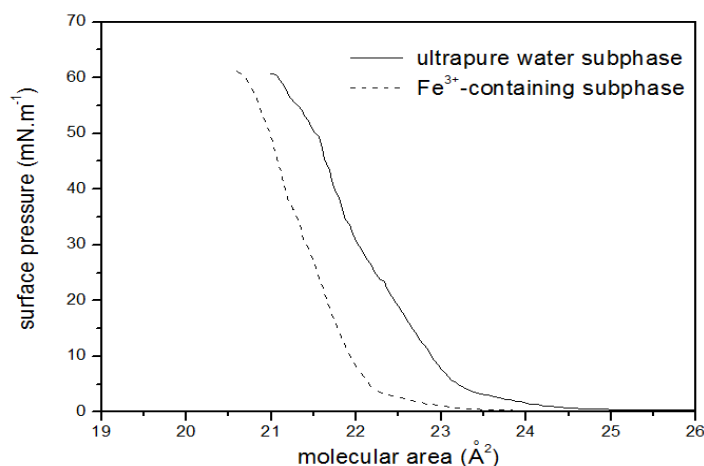 70
60
50
40
30
20
10
0
surface pressure (mN.m⁻¹)
ultrapure water subphase
Fe³⁺-containing subphase
19 20 21 22 23 24 25 26
molecular area (Å²)